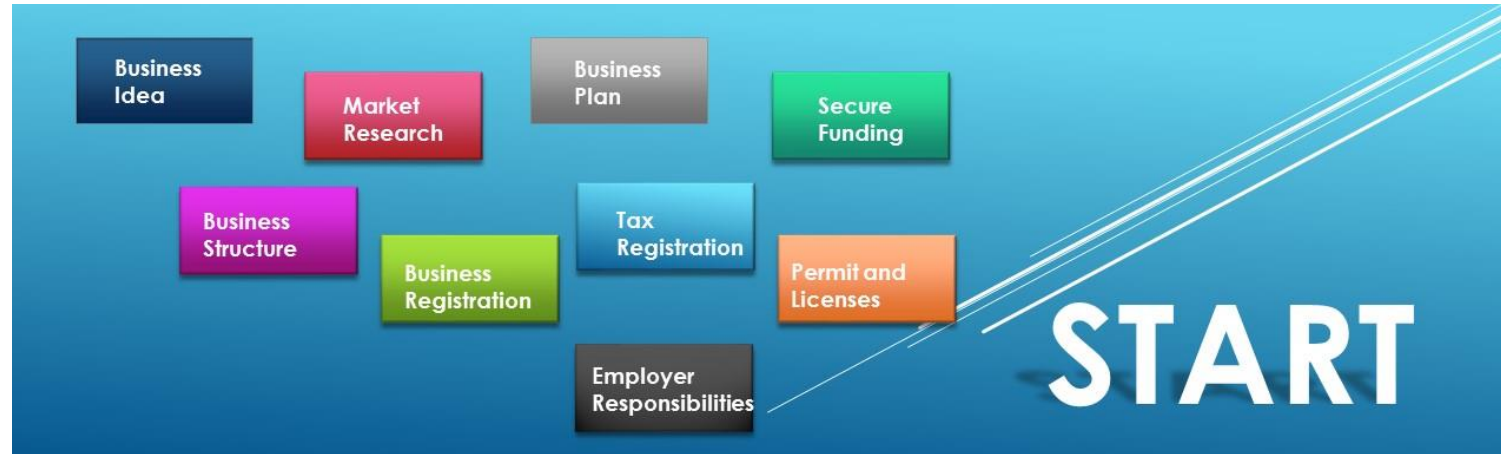 Business
Idea
Market
Research
Business
Plan
Secure
Funding
Business
Structure
Business
Registration
Tax
Registration
Permit and
Licenses
Employer
Responsibilities
START